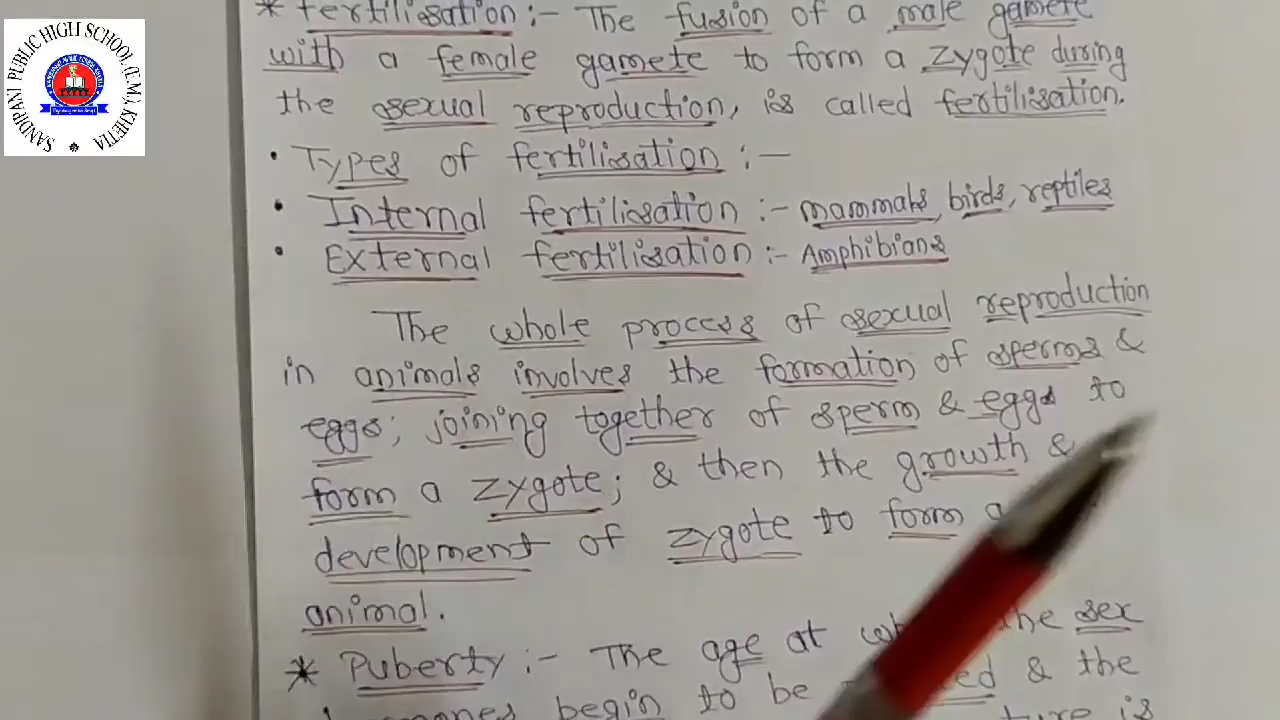 SANDIPANI PUBLIC HIGH SCHOOL (E.M), KHETIA
* Fertilisation :- The fusion of a male gamete
with a female gamete to form a zygote during
the sexual reproduction, is called fertilisation.
• Types of fertilisation :-
• Internal fertilisation :- mammals, birds, reptiles
• External fertilisation :- Amphibians
The whole process of sexual reproduction
in animals involves the formation of sperms &
eggs; joining together of sperm & eggs to
form a zygote; & then the growth &
development of zygote to form a
animal.
* Puberty :- The age at the sex
begin to be & the
is